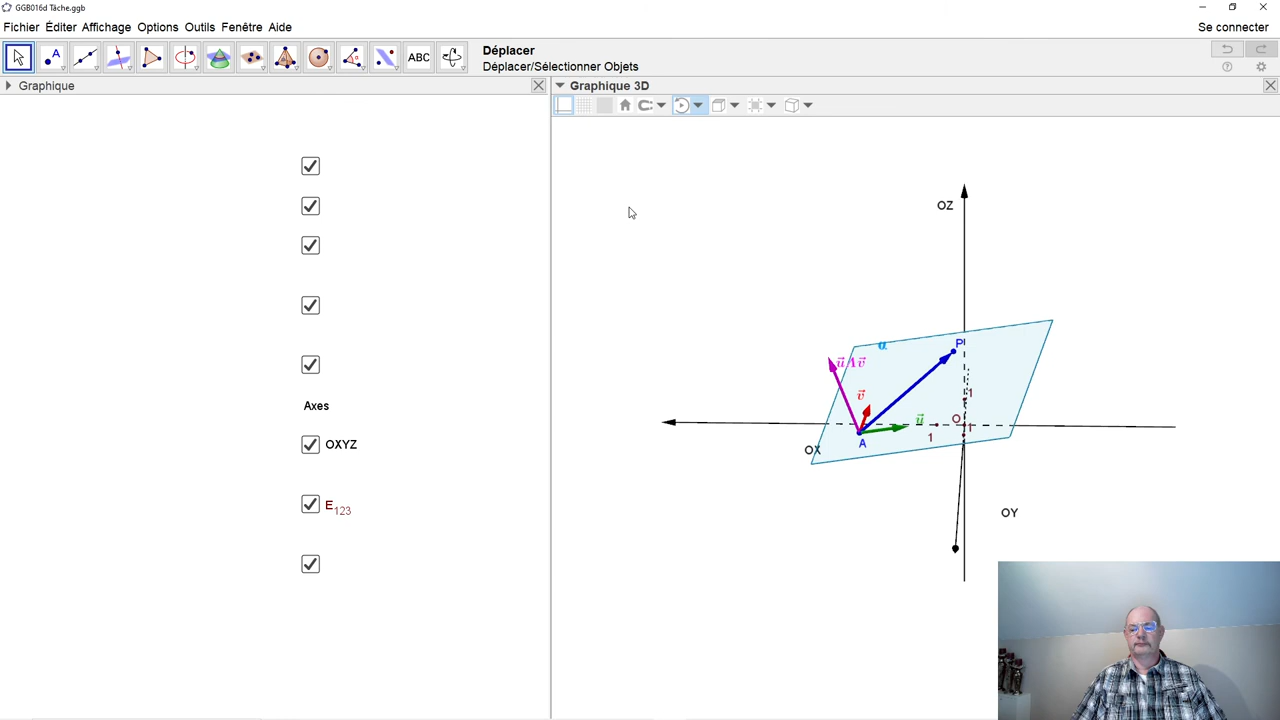 GGB016d Tâche.ggb
Fichier Éditer Affichage Options Outils Fenêtre Aide
Se connecter
A
ABC
Déplacer
Déplacer/Sélectionner Objets
Graphique
Graphique 3D
Axes
OXYZ
E123
OZ
α
P
u Λ v
v
1
u
O
1
1
A
OX
OY